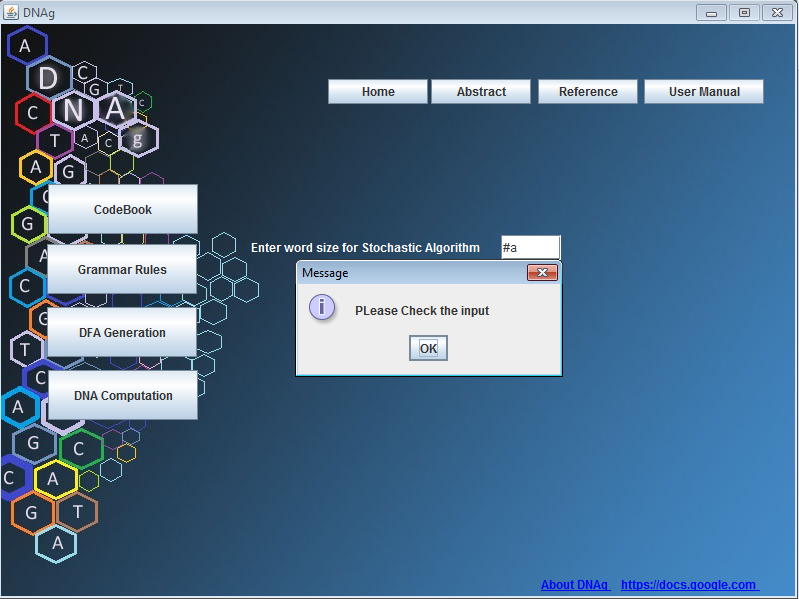 DNAg
A
D C
G T
C N A C
T A C g
A G
C
G
A
C
G
T
C
A
G C
C A
G T
A
Home Abstract Reference User Manual
CodeBook
Grammar Rules
DFA Generation
DNA Computation
Enter word size for Stochastic Algorithm #a
Message
i
PLease Check the input
OK
About DNAg https://docs.google.com